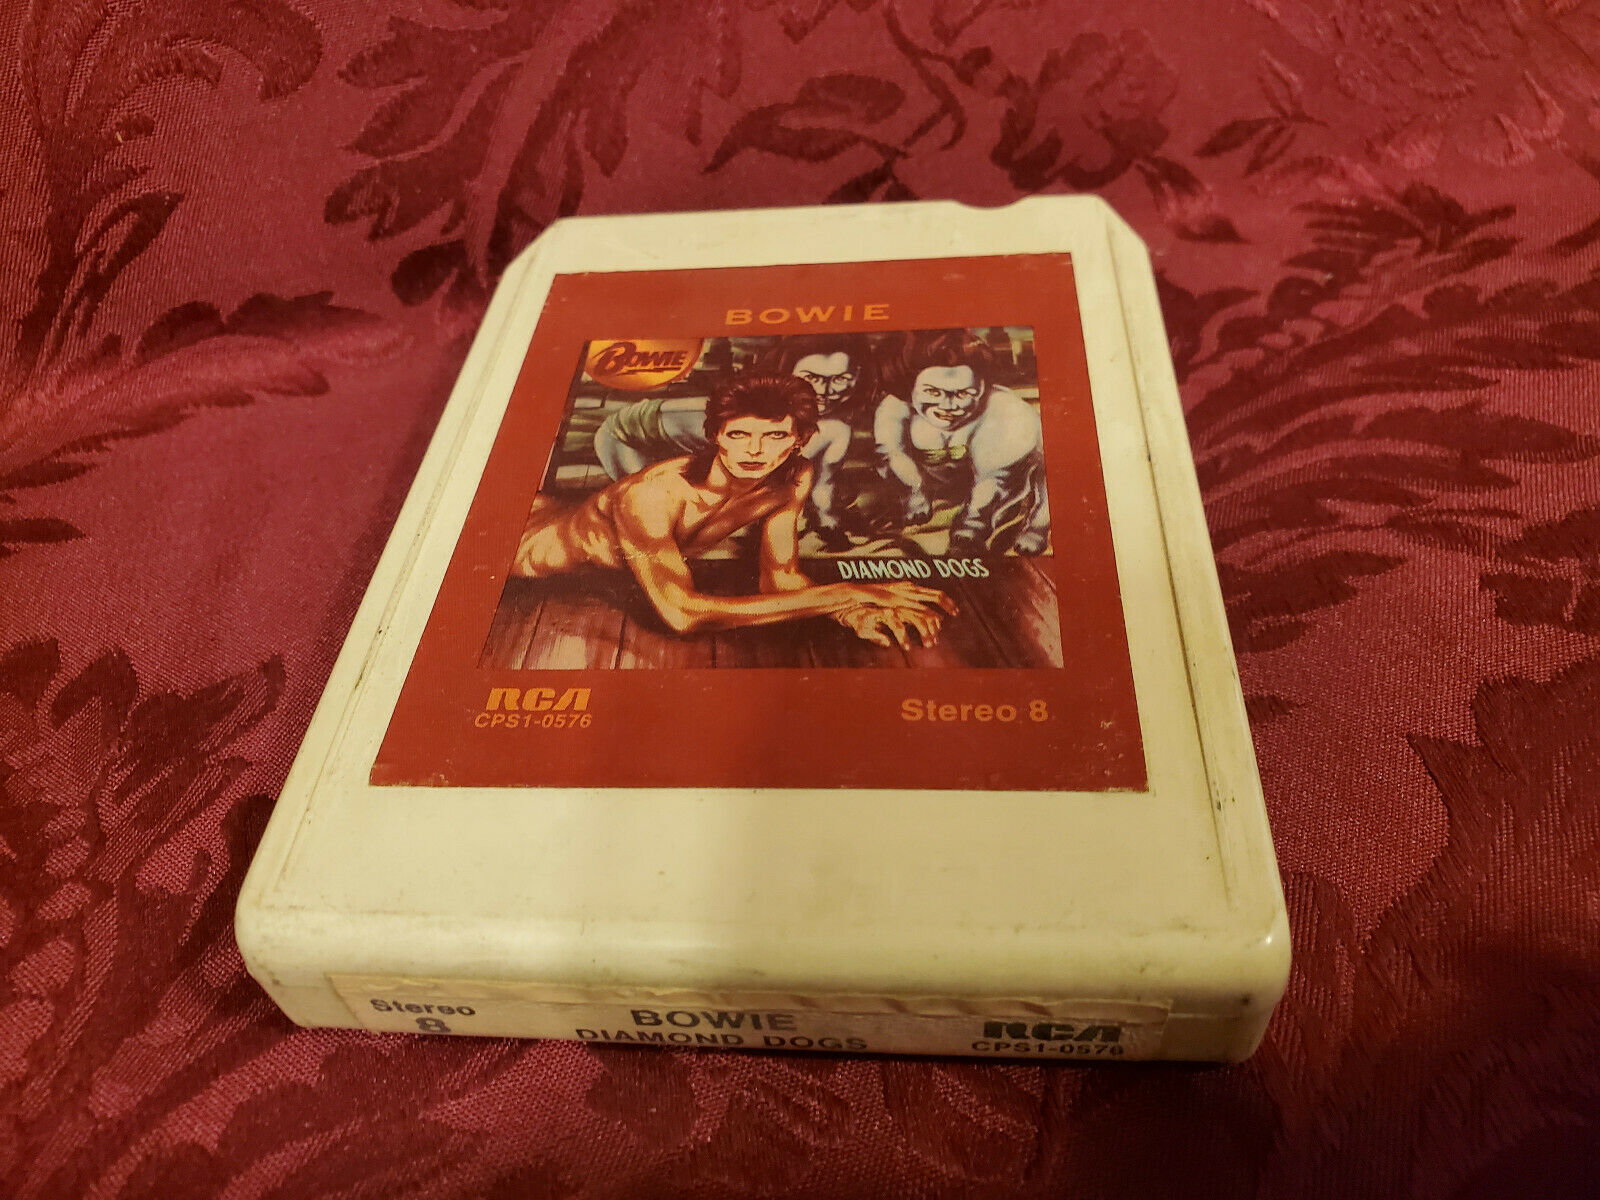 BOWIE
BOWIE
DIAMOND DOGS
RCA
CPS1-0576
Stereo 8
Stereo
8
BOWIE
DIAMOND DOGS
RCA
CPS1-0576